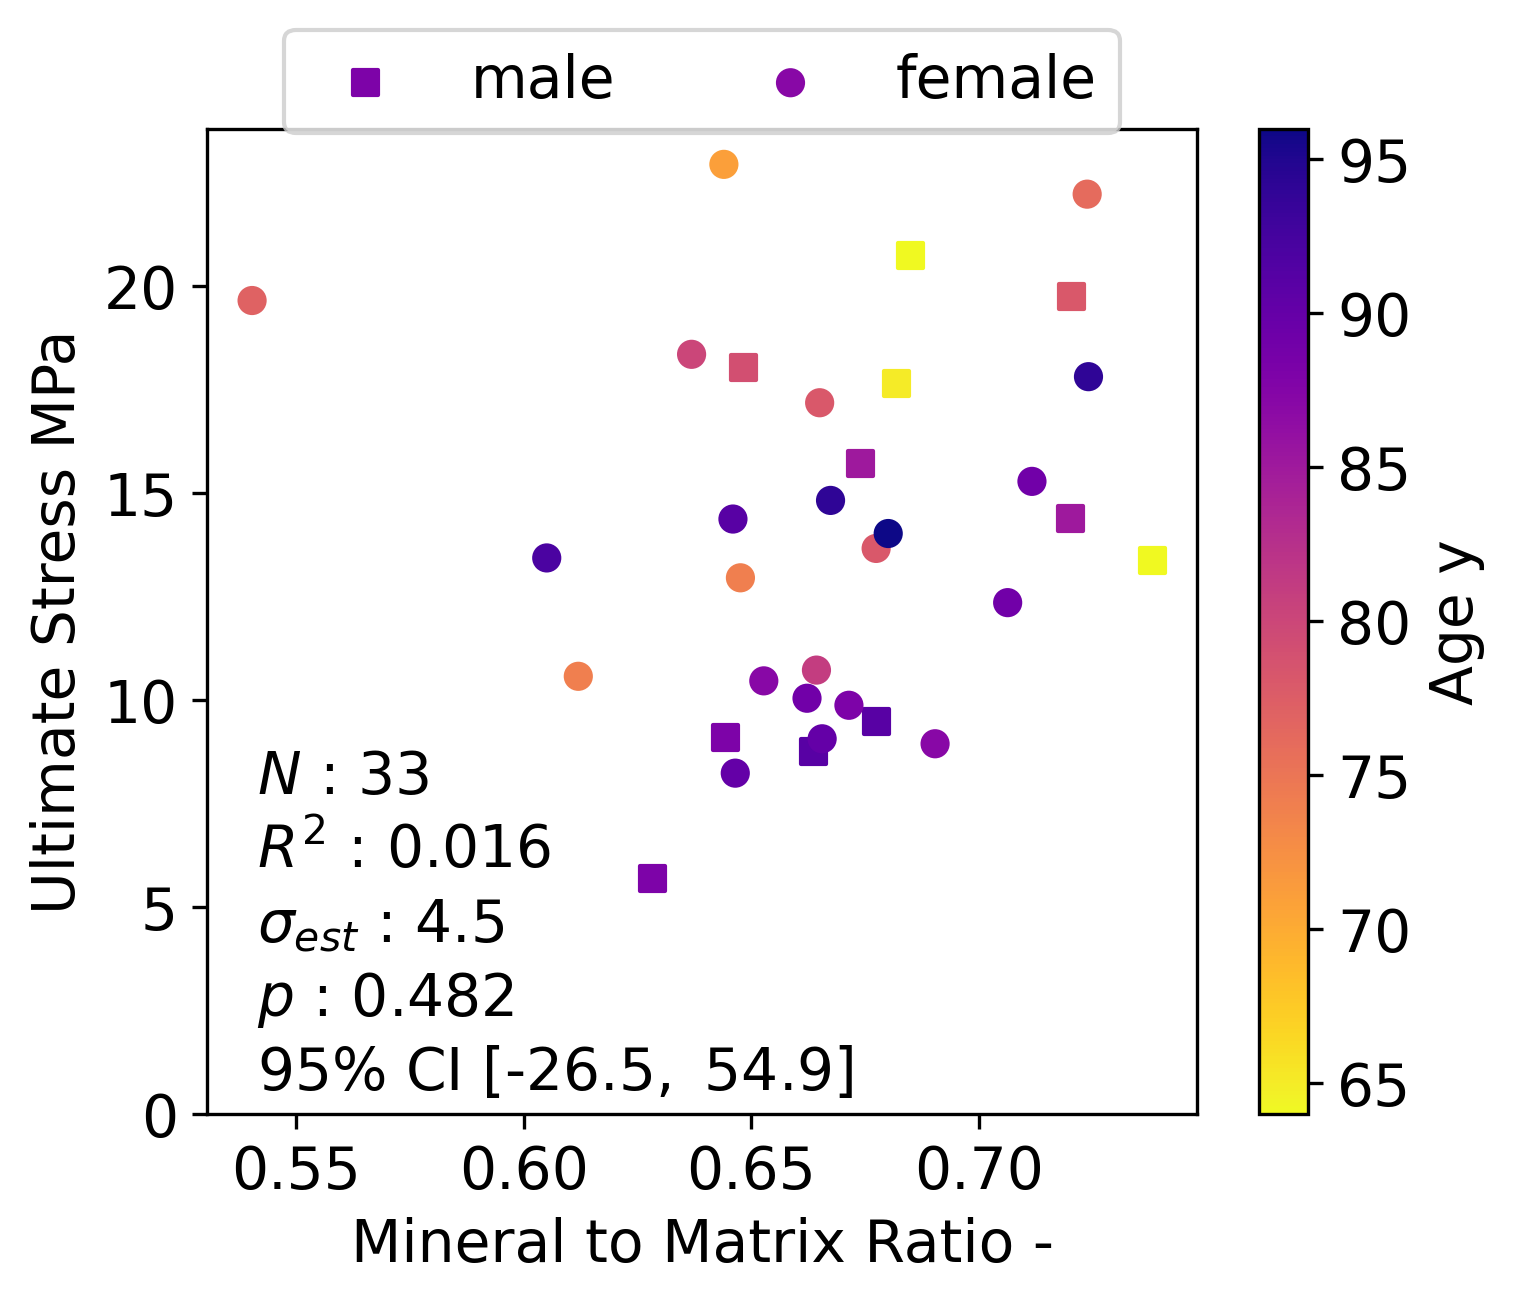 male female
20
15
10
5
0
Ultimate Stress MPa
N : 33
R² : 0.016
σest : 4.5
p : 0.482
95% CI [-26.5, 54.9]
0.55 0.60 0.65 0.70
Mineral to Matrix Ratio -
95
90
85
80
75
70
65
Age y